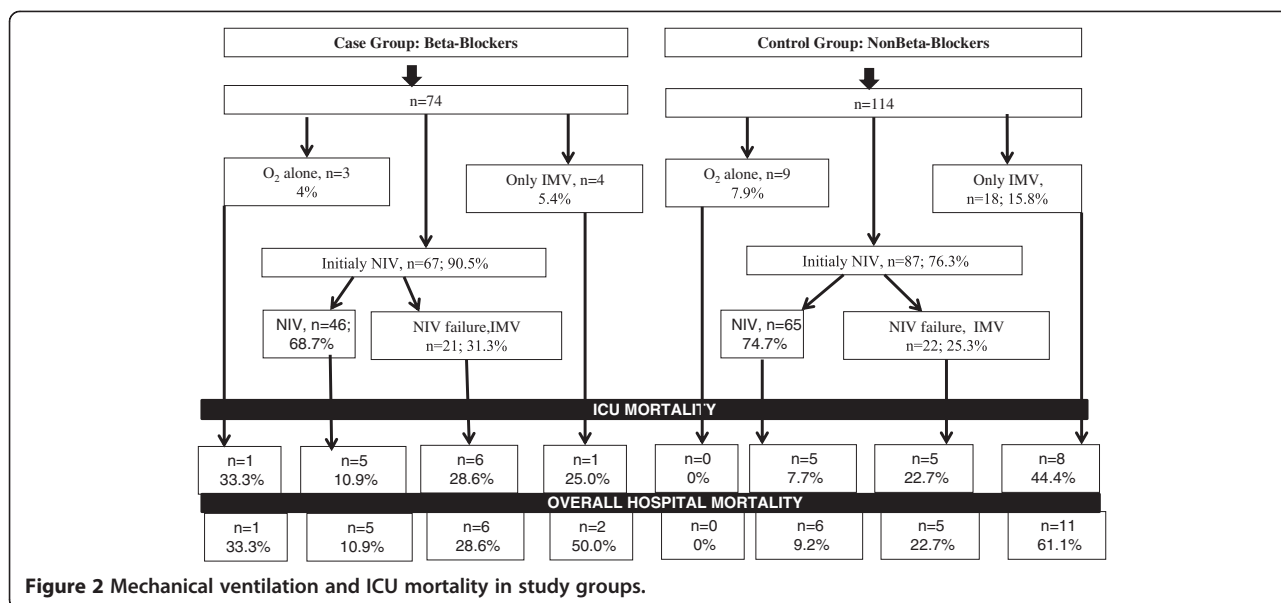 Case Group: Beta-Blockers
Control Group: NonBeta-Blockers
n=74
n=114
O₂ alone, n=3
4%
Only IMV, n=4
5.4%
O₂ alone, n=9
7.9%
Only IMV,
n=18; 15.8%
Initialy NIV, n=67; 90.5%
Initialy NIV, n=87; 76.3%
NIV, n=46;
68.7%
NIV failure,IMV
n=21; 31.3%
NIV, n=65
74.7%
NIV failure, IMV
n=22; 25.3%
ICU MORTALITY
n=1
33.3%
n=5
10.9%
n=6
28.6%
n=1
25.0%
n=0
0%
n=5
7.7%
n=5
22.7%
n=8
44.4%
OVERALL HOSPITAL MORTALITY
n=1
33.3%
n=5
10.9%
n=6
28.6%
n=2
50.0%
n=0
0%
n=6
9.2%
n=5
22.7%
n=11
61.1%
Figure 2 Mechanical ventilation and ICU mortality in study groups.